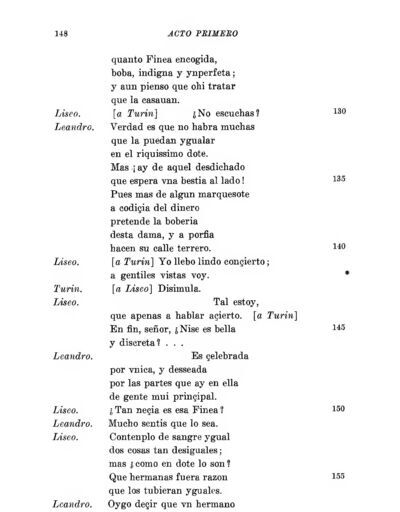 148 ACTO PRIMERO
quanto Finea encogida,
boba, indigna y ynperfeta;
y aun pienso que ohi tratar
que la casauan.
Liseo. [a Turin] ¿No escuchas? 130
Leandro. Verdad es que no habra muchas
que la puedan ygualar
en el riquissimo dote.
Mas ¡ay de aquel desdichado
que espera vna bestia al lado! 135
Pues mas de algun marquesote
a codiçia del dinero
pretende la boberia
desta dama, y a porfia
hacen su calle terrero. 140
Liseo. [a Turin] Yo llebo lindo conçierto;
a gentiles vistas voy. *
Turin. [a Liseo] Disimula.
Liseo. Tal estoy,
que apenas a hablar açierto. [a Turin]
En fin, señor, ¿Nise es bella 145
y discreta? . . .
Leandro. Es çelebrada
por vnica, y desseada
por las partes que ay en ella
de gente mui prinçipal.
Liseo. ¿Tan neçia es esa Finea? 150
Leandro. Mucho sentis que lo sea.
Liseo. Contenplo de sangre ygual
dos cosas tan desiguales;
mas ¿como en dote lo son?
Que hermanas fuera razon 155
que los tubieran yguales.
Leandro. Oygo deçir que vn hermano